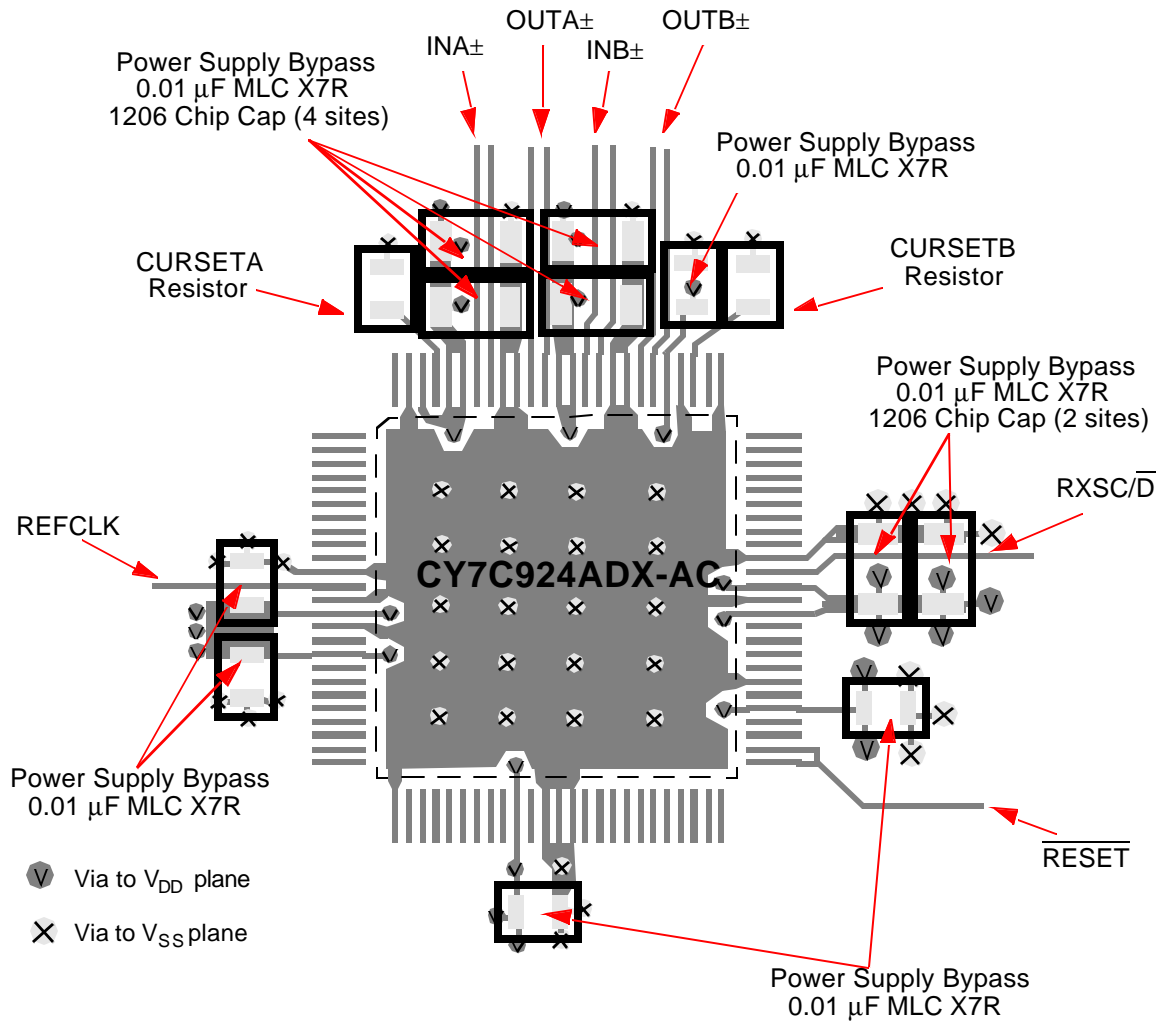 OUTA±
OUTB±
INA±
INB±
Power Supply Bypass
0.01 μF MLC X7R
1206 Chip Cap (4 sites)
Power Supply Bypass
0.01 μF MLC X7R
CURSETA
Resistor
CURSETB
Resistor
Power Supply Bypass
0.01 μF MLC X7R
1206 Chip Cap (2 sites)
RXSC/D̅
REFCLK
CY7C924ADX-AC
Power Supply Bypass
0.01 μF MLC X7R
R̅E̅S̅E̅T̅
V Via to VDD plane
Via to VSS plane
Power Supply Bypass
0.01 μF MLC X7R